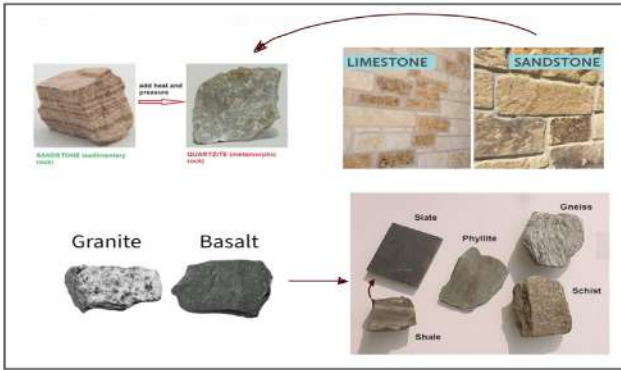 LIMESTONE
SANDSTONE
add heat and
pressure
SANDSTONE (sedimentary
rock)
QUARTZITE (metamorphic
rock)
Granite
Basalt
Slate
Phyllite
Gneiss
Schist
Shale